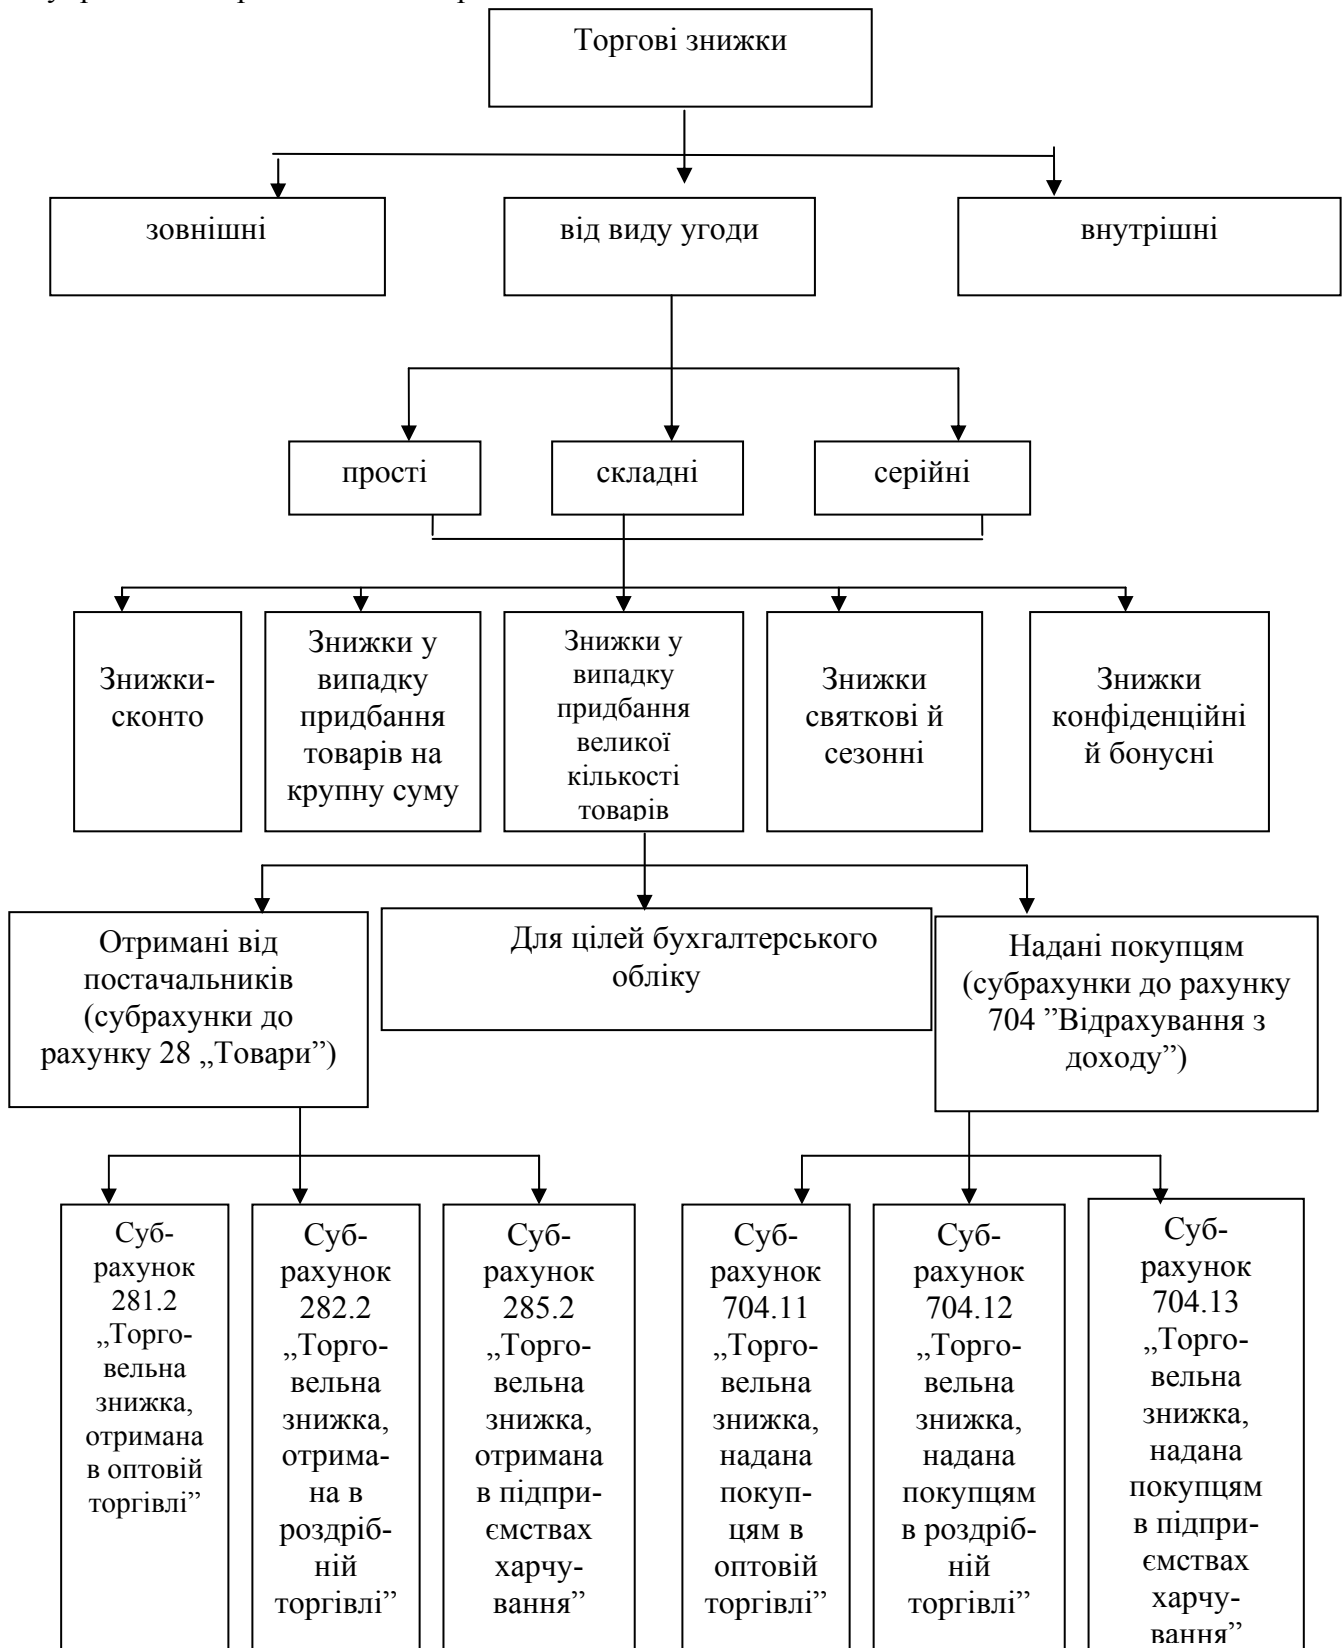 Торгові знижки
зовнішні
від виду угоди
внутрішні
прості
складні
серійні
Знижки-
сконто
Знижки у
випадку
придбання
товарів на
крупну суму
Знижки у
випадку
придбання
великої
кількості
товарів
Знижки
святкові й
сезонні
Знижки
конфіденційні
й бонусні
Отримані від
постачальників
(субрахунки до
рахунку 28 „Товари”)
Для цілей бухгалтерського
обліку
Надані покупцям
(субрахунки до рахунку
704 ”Відрахування з
доходу”)
Суб-
рахунок
281.2
„Торго-
вельна
знижка,
отримана
в оптовій
торгівлі”
Суб-
рахунок
282.2
„Торго-
вельна
знижка,
отрима-
на в
роздріб-
ній
торгівлі”
Суб-
рахунок
285.2
„Торго-
вельна
знижка,
отримана
в підпри-
ємствах
харчу-
вання”
Суб-
рахунок
704.11
„Торго-
вельна
знижка,
надана
покуп-
цям в
оптовій
торгівлі”
Суб-
рахунок
704.12
„Торго-
вельна
знижка,
надана
покупцям
в роздріб-
ній
торгівлі”
Суб-
рахунок
704.13
„Торго-
вельна
знижка,
надана
покупцям
в підпри-
ємствах
харчу-
вання”